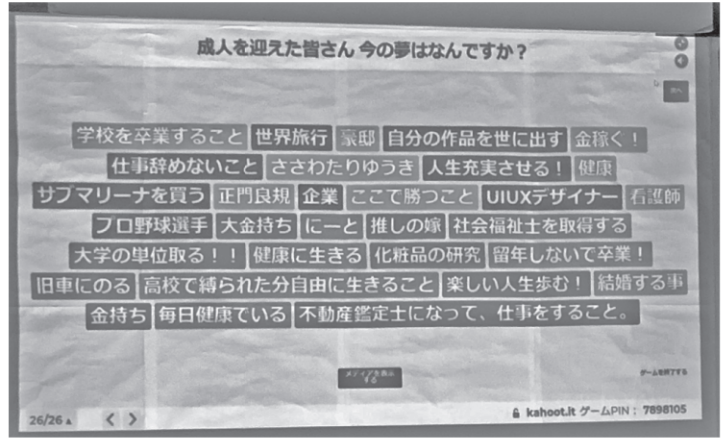 成人を迎えた皆さん 今の夢はなんですか？
次へ
学校を卒業すること 世界旅行 豪邸 自分の作品を世に出す 金稼ぐ！
仕事辞めないこと ささわたりゆうき 人生充実させる！ 健康
サブマリーナを買う 正門良規 企業 ここで勝つこと UIUXデザイナー 看護師
プロ野球選手 大金持ち にーと 推しの嫁 社会福祉士を取得する
大学の単位取る！！ 健康に生きる 化粧品の研究 留年しないで卒業！
旧車にのる 高校で縛られた分自由に生きること 楽しい人生歩む！ 結婚する事
金持ち 毎日健康でいる 不動産鑑定士になって、仕事をすること。
メディアを表示
する
ゲームを終了する
26/26
kahoot.it ゲームPIN： 7898105